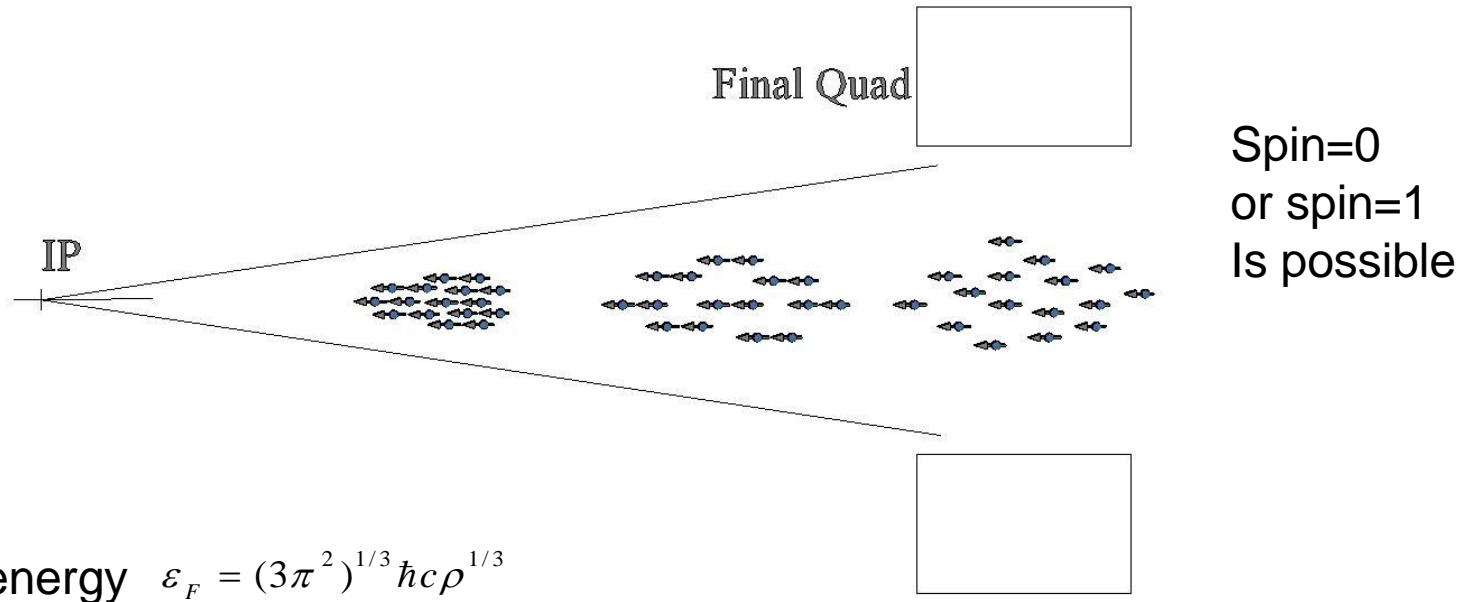 Final Quad
Spin=0
or spin=1
Is possible
IP
energy ε_F = (3π²)^{1/3} ħcρ^{1/3}